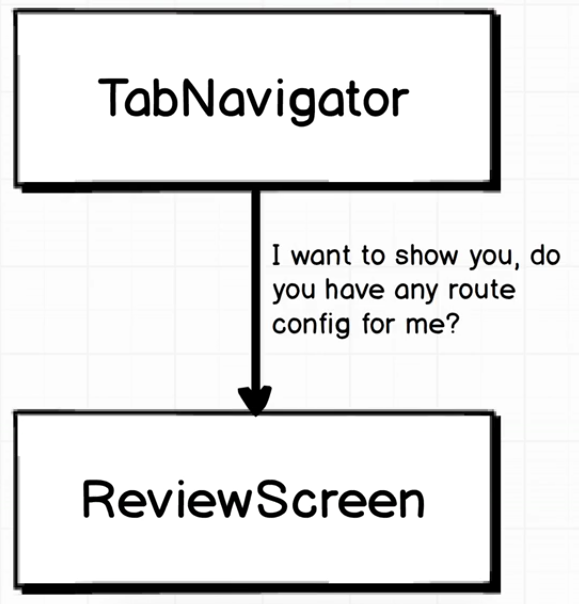 TabNavigator
I want to show you, do
you have any route
config for me?
ReviewScreen